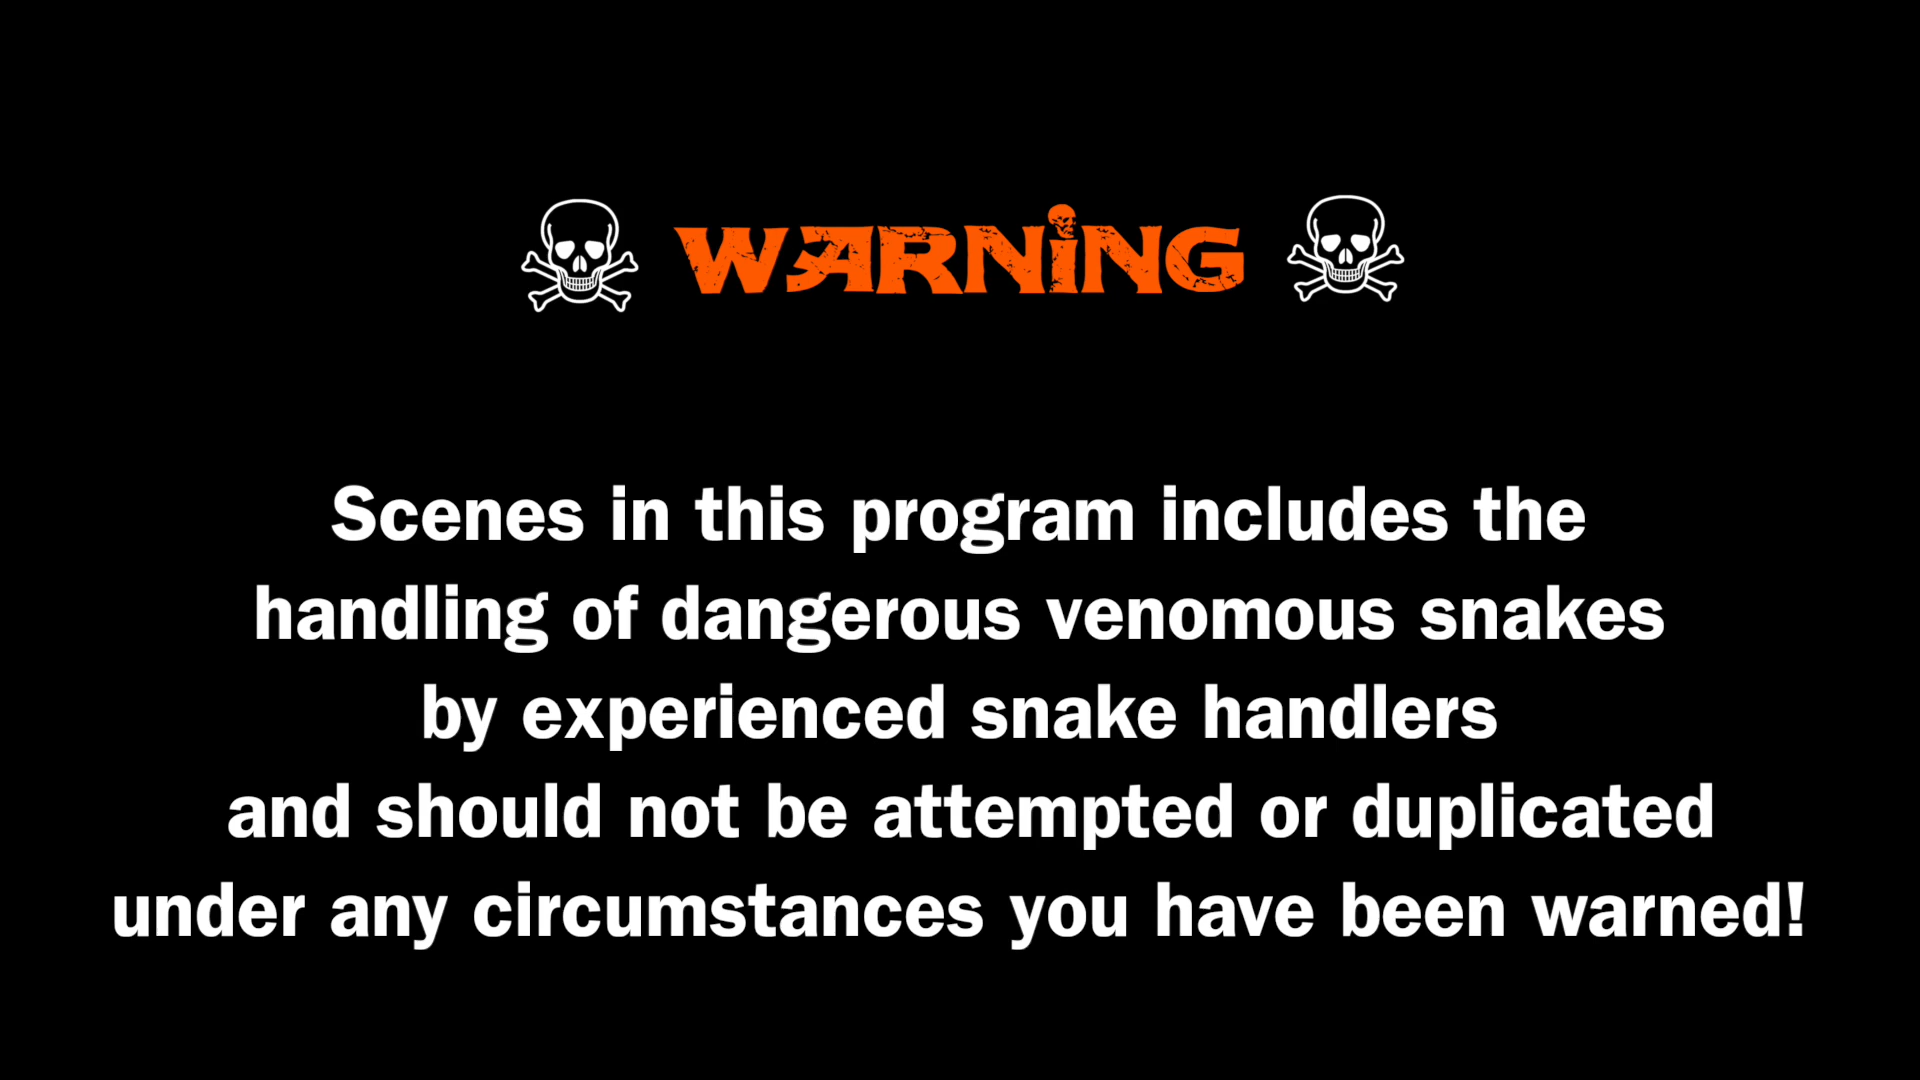 WARNiNG
Scenes in this program includes the
handling of dangerous venomous snakes
by experienced snake handlers
and should not be attempted or duplicated
under any circumstances you have been warned!